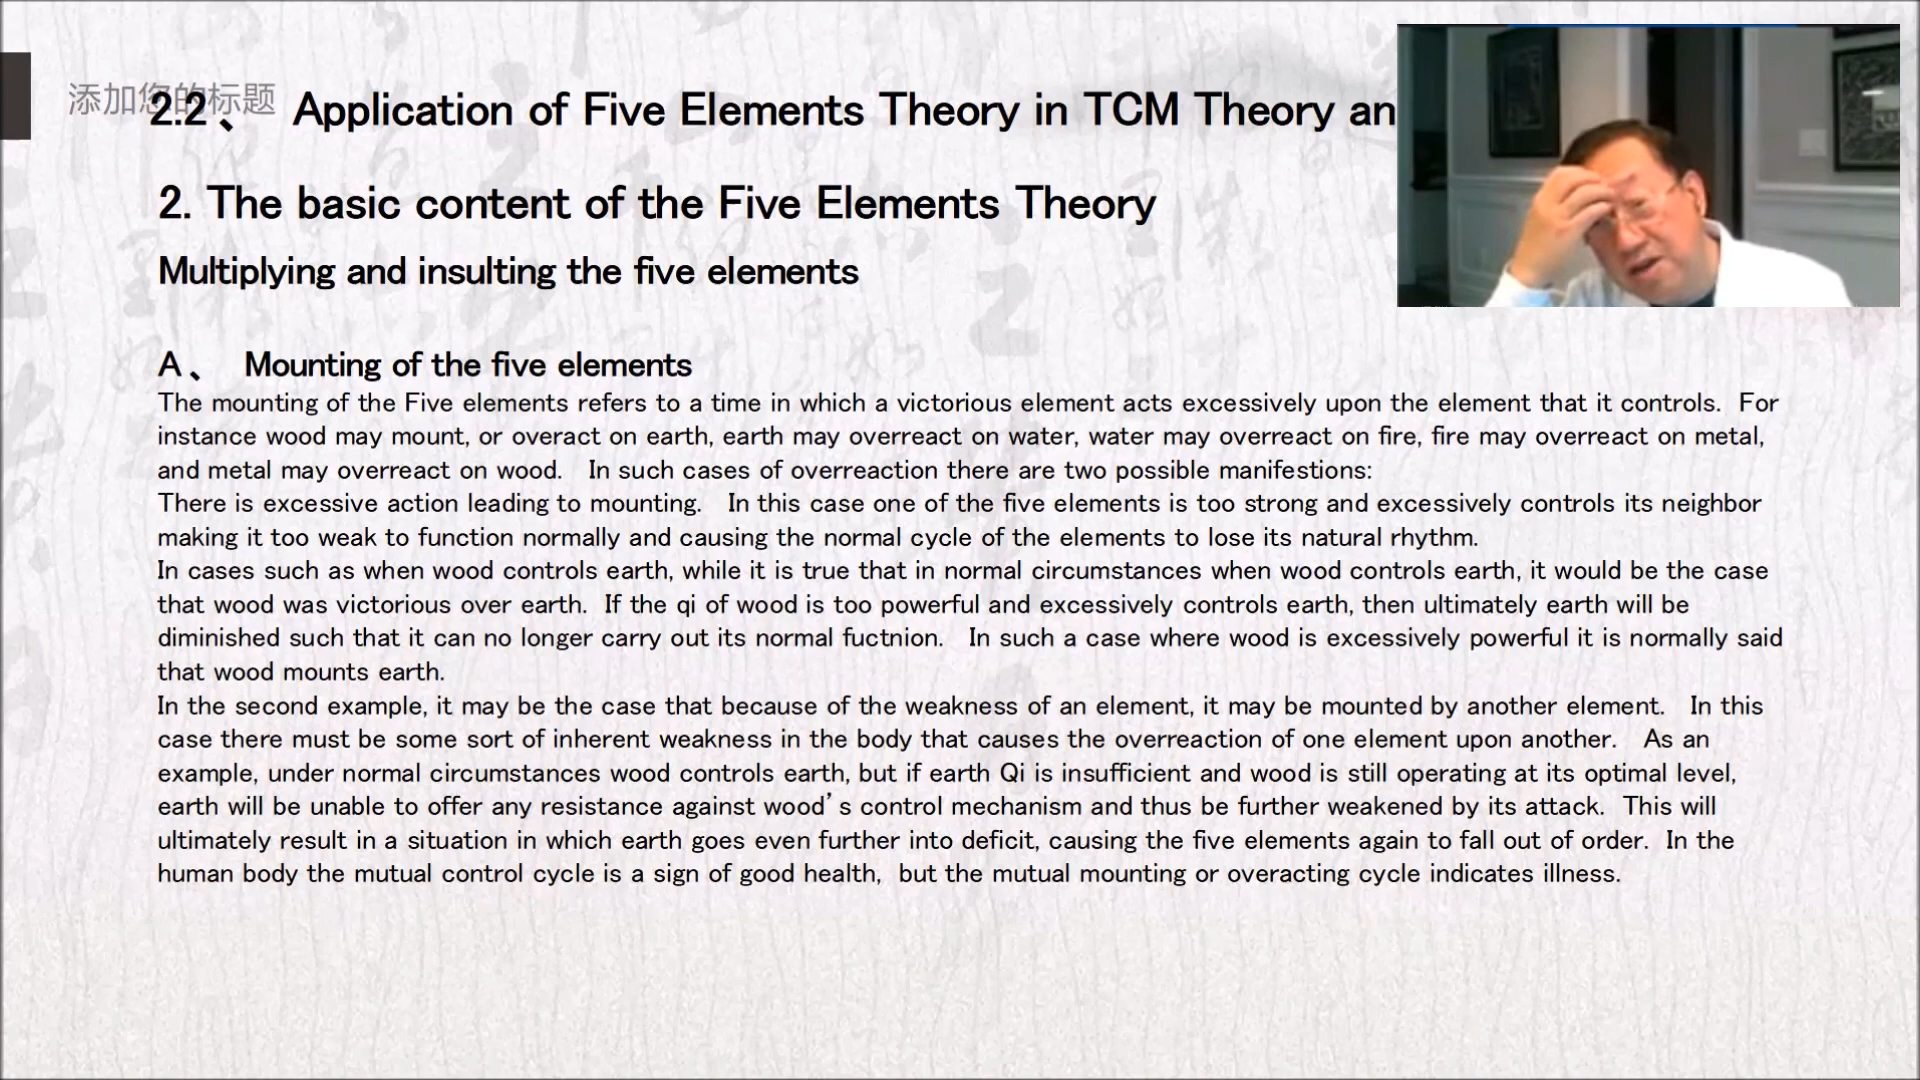 添加您的标题
2.2、 Application of Five Elements Theory in TCM Theory an
2. The basic content of the Five Elements Theory
Multiplying and insulting the five elements
A、 Mounting of the five elements
The mounting of the Five elements refers to a time in which a victorious element acts excessively upon the element that it controls. For
instance wood may mount, or overact on earth, earth may overreact on water, water may overreact on fire, fire may overreact on metal,
and metal may overreact on wood. In such cases of overreaction there are two possible manifestions:
There is excessive action leading to mounting. In this case one of the five elements is too strong and excessively controls its neighbor
making it too weak to function normally and causing the normal cycle of the elements to lose its natural rhythm.
In cases such as when wood controls earth, while it is true that in normal circumstances when wood controls earth, it would be the case
that wood was victorious over earth. If the qi of wood is too powerful and excessively controls earth, then ultimately earth will be
diminished such that it can no longer carry out its normal fuctnion. In such a case where wood is excessively powerful it is normally said
that wood mounts earth.
In the second example, it may be the case that because of the weakness of an element, it may be mounted by another element. In this
case there must be some sort of inherent weakness in the body that causes the overreaction of one element upon another. As an
example, under normal circumstances wood controls earth, but if earth Qi is insufficient and wood is still operating at its optimal level,
earth will be unable to offer any resistance against wood's control mechanism and thus be further weakened by its attack. This will
ultimately result in a situation in which earth goes even further into deficit, causing the five elements again to fall out of order. In the
human body the mutual control cycle is a sign of good health, but the mutual mounting or overacting cycle indicates illness.